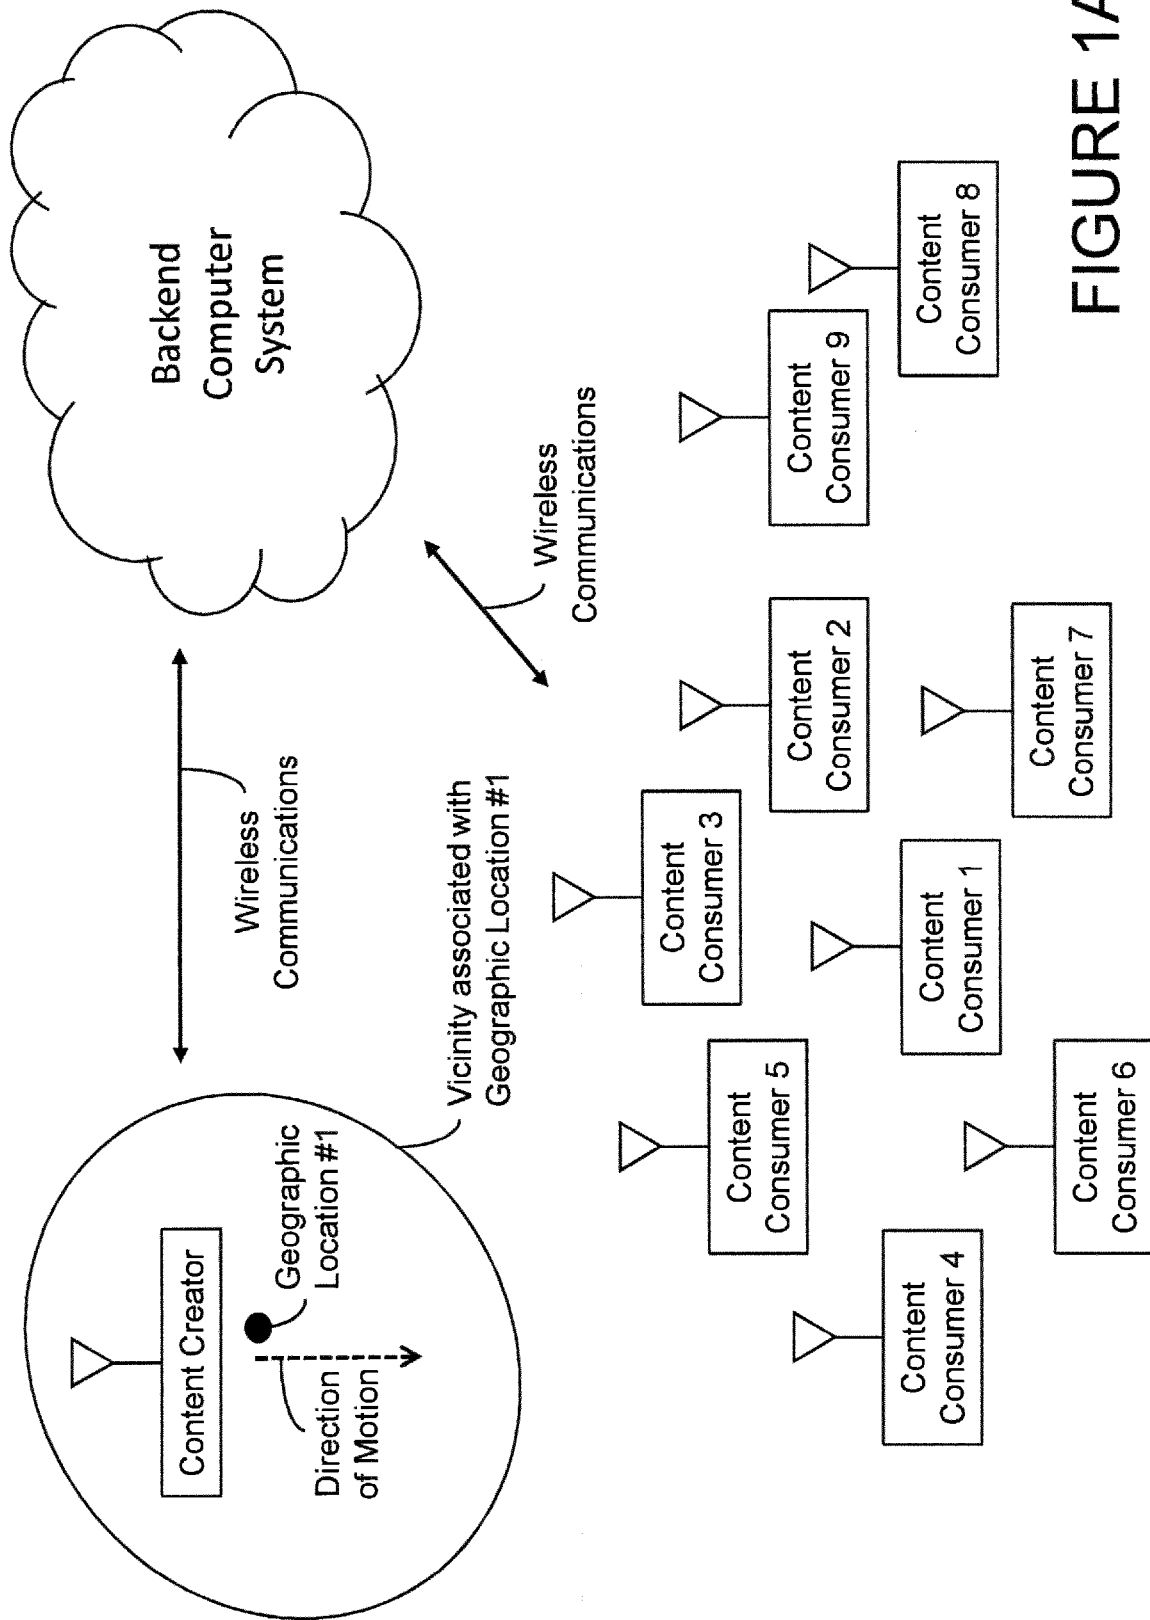 Content Creator
Geographic
Location #1
Direction
of Motion
Vicinity associated with
Geographic Location #1
Wireless
Communications
Backend
Computer
System
Wireless
Communications
Content
Consumer 3
Content
Consumer 5
Content
Consumer 2
Content
Consumer 9
Content
Consumer 4
Content
Consumer 1
Content
Consumer 8
Content
Consumer 6
Content
Consumer 7
FIGURE 1A